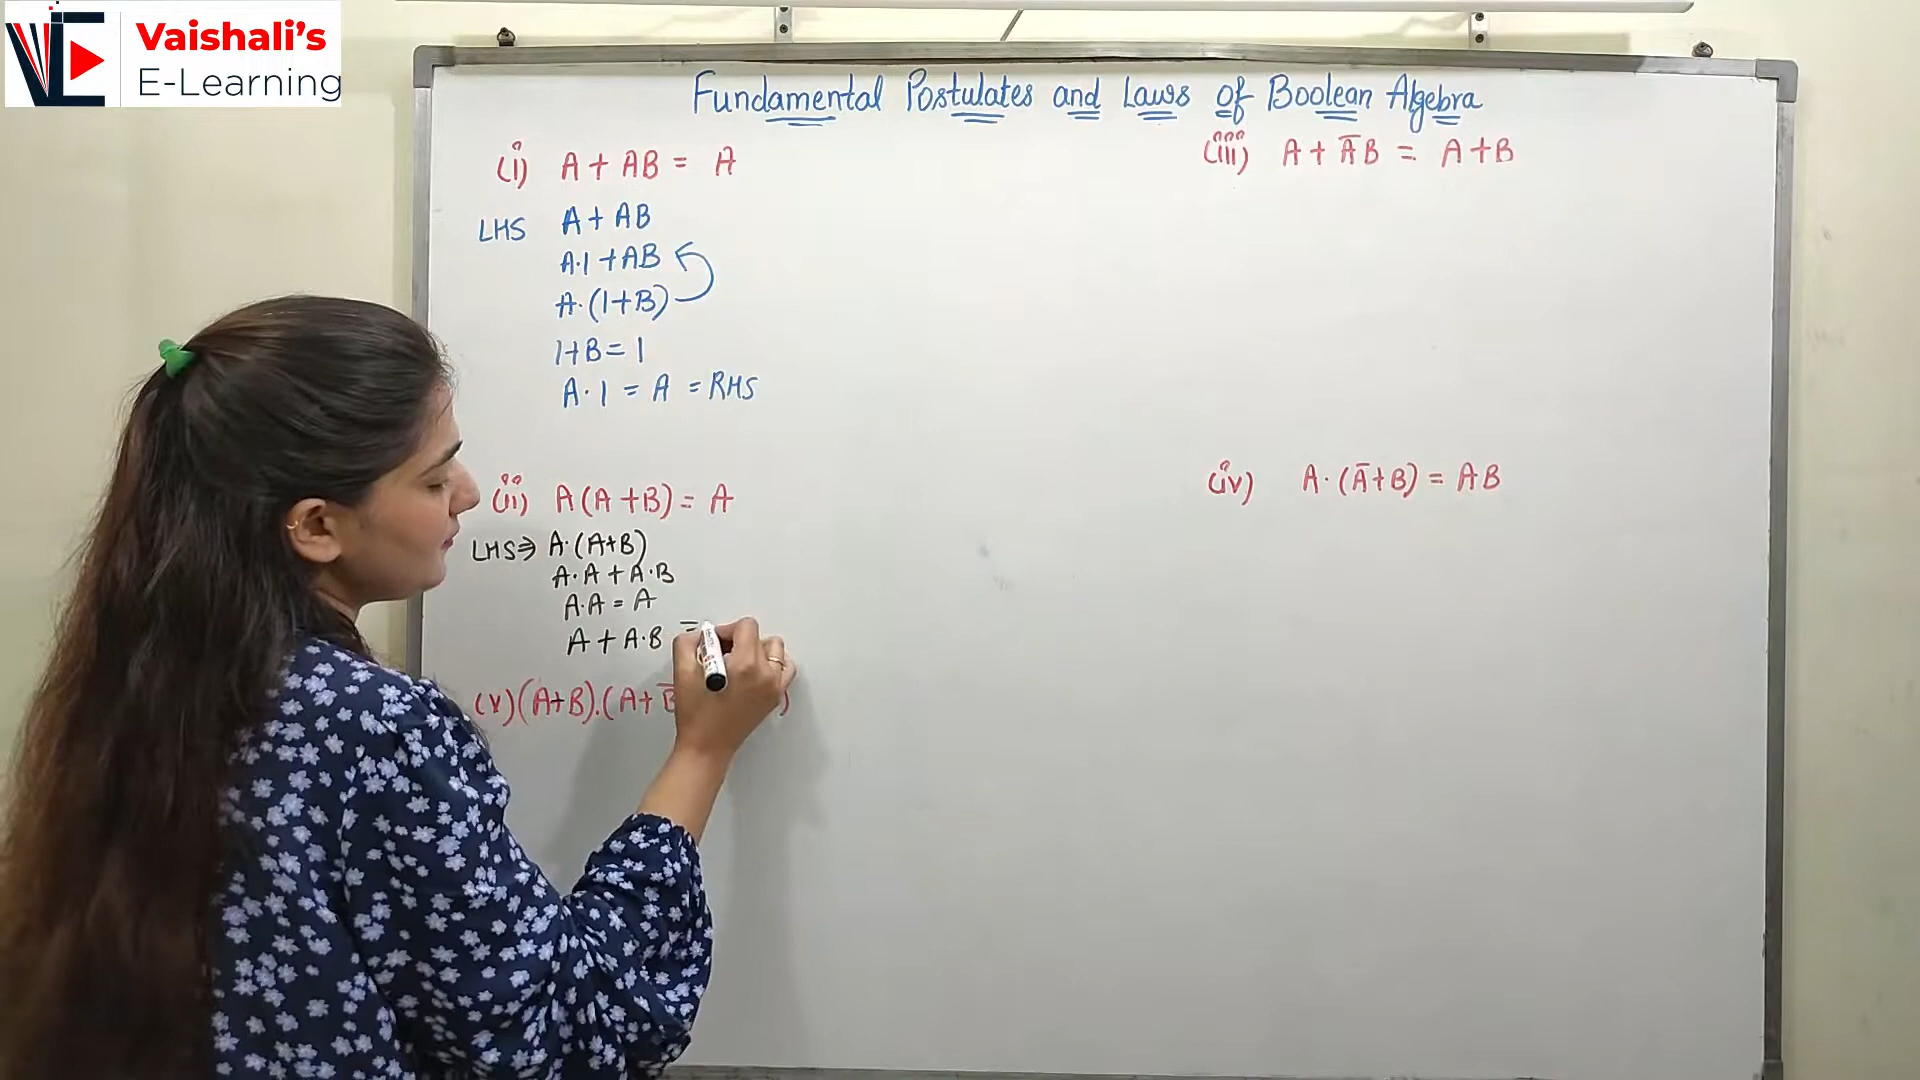 Vaishali's
E-Learning
Fundamental Postulates and Laws of Boolean Algebra
(i) A + AB = A
LHS A + AB
A·1 + AB
A·(1+B)
1+B = 1
A·1 = A = RHS
(ii) A(A+B) = A
LHS⇒ A·(A+B)
A·A + A·B
A·A = A
A + A·B =
(v) (A+B).(A+B̅
(iii) A + A̅B = A+B
(iv) A·(A̅+B) = AB